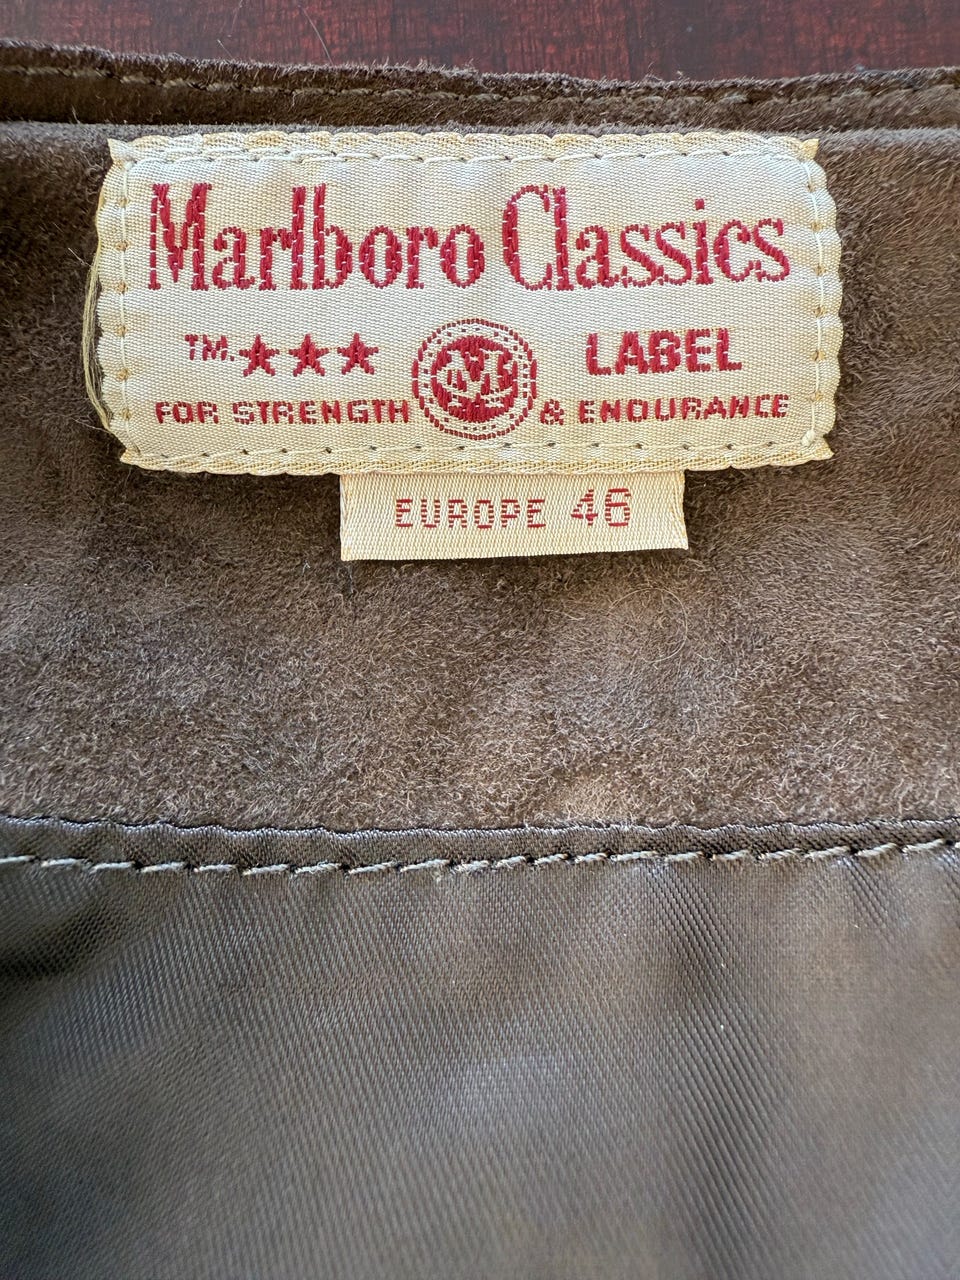 Marlboro Classics
TM. ★★★ LABEL
FOR STRENGTH & ENDURANCE
EUROPE 46